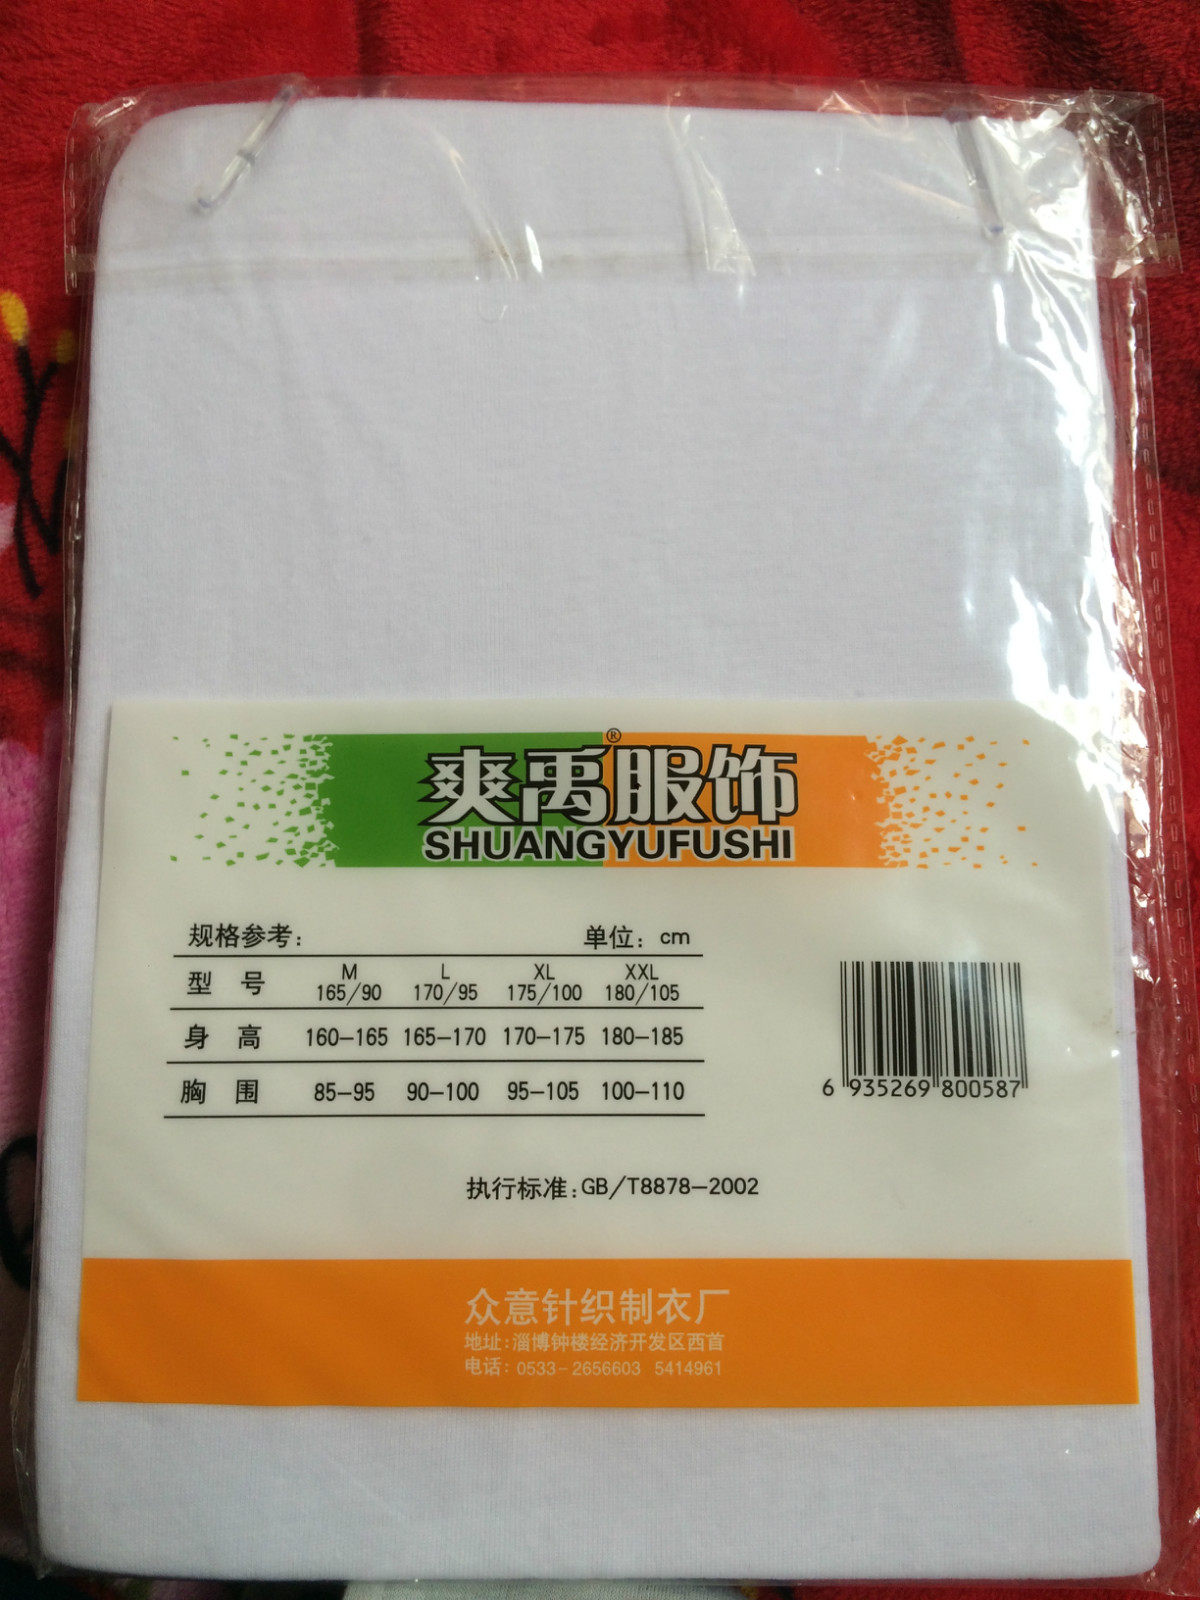 爽禹服饰®
SHUANGYUFUSHI
规格参考: 单位: cm
型 号 M 165/90 L 170/95 XL 175/100 XXL 180/105
身 高 160-165 165-170 170-175 180-185
胸 围 85-95 90-100 95-105 100-110
6 935269 800587
执行标准:GB/T8878-2002
众意针织制衣厂
地址:淄博钟楼经济开发区西首
电话: 0533-2656603 5414961